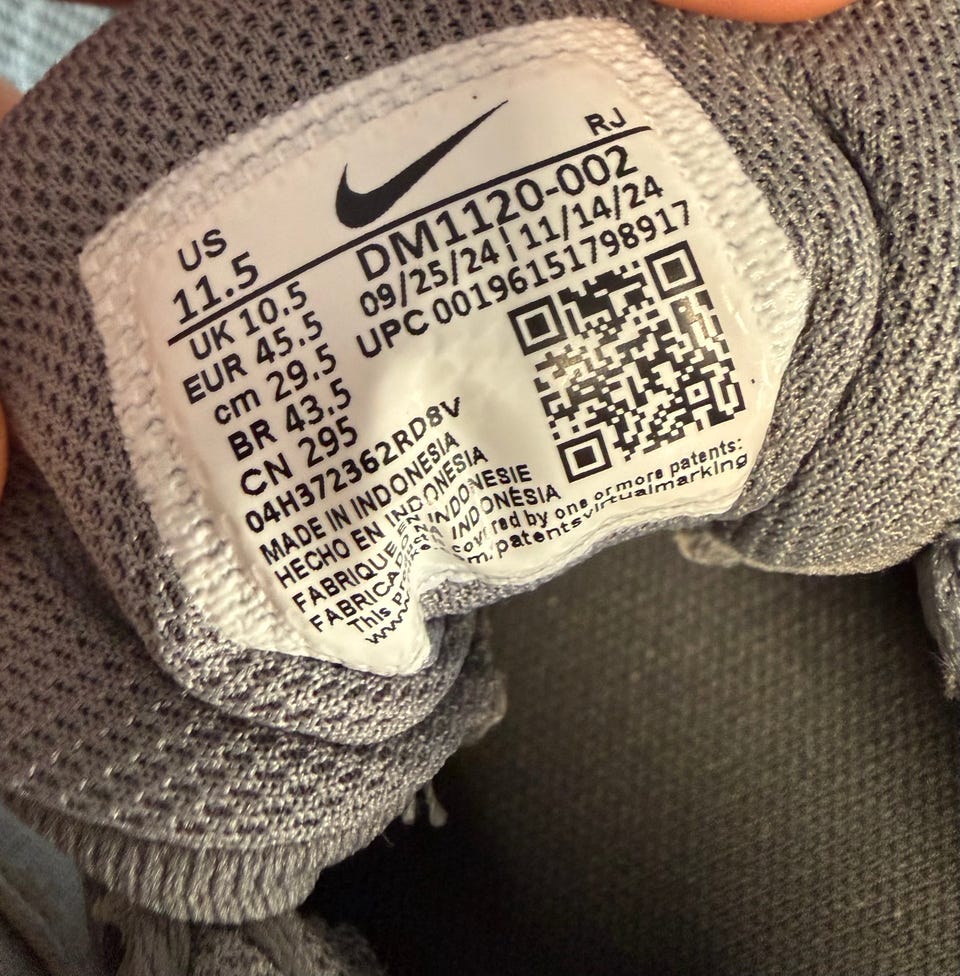 RJ
US
11.5
DM1120-002
09/25/24 | 11/14/24
UPC 00196151798917
UK 10.5
EUR 45.5
cm 29.5
BR 43.5
CN 295
04H372362RD8V
MADE IN INDONESIA
HECHO EN INDONESIA
FABRIQUE EN INDONESIE
FABRICADO INDONÉSIA
This covered by one or more patents:
www. m/patentsvirtualmarking